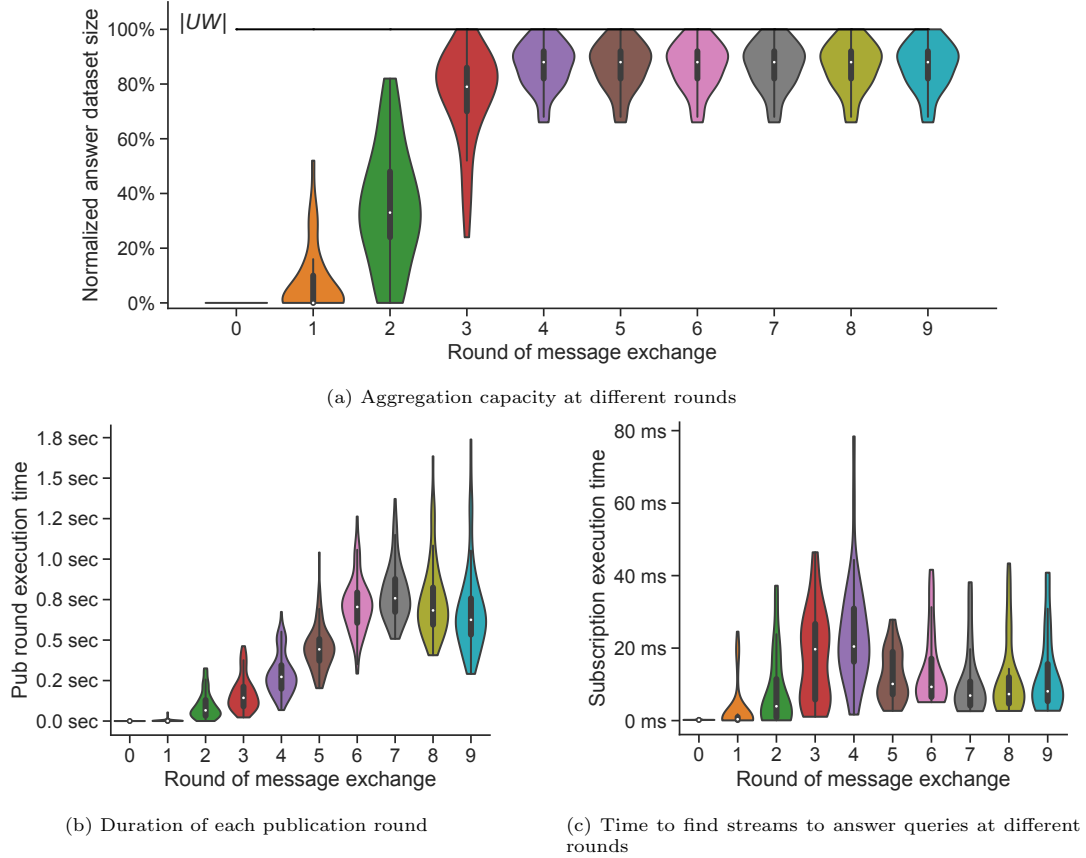 |UW|
Normalized answer dataset size
100%
80%
60%
40%
20%
0%
0 1 2 3 4 5 6 7 8 9
Round of message exchange
(a) Aggregation capacity at different rounds
Pub round execution time
1.8 sec
1.5 sec
1.2 sec
1.0 sec
0.8 sec
0.5 sec
0.2 sec
0.0 sec
0 1 2 3 4 5 6 7 8 9
Round of message exchange
(b) Duration of each publication round
Subscription execution time
80 ms
60 ms
40 ms
20 ms
0 ms
0 1 2 3 4 5 6 7 8 9
Round of message exchange
(c) Time to find streams to answer queries at different
rounds